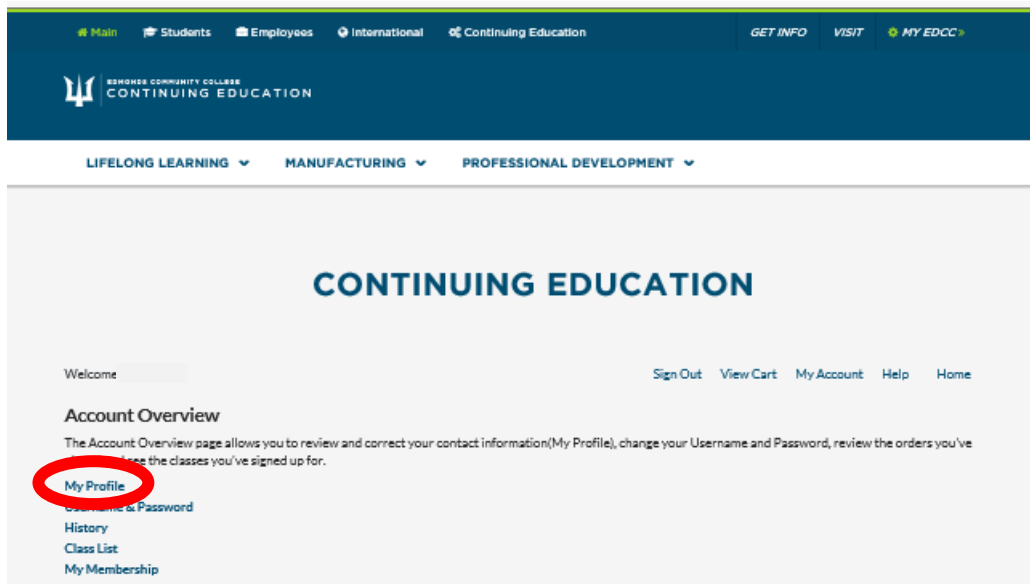 Main Students Employees International Continuing Education GET INFO VISIT MY EDCC »
EDMONDS COMMUNITY COLLEGE
CONTINUING EDUCATION
LIFELONG LEARNING MANUFACTURING PROFESSIONAL DEVELOPMENT
CONTINUING EDUCATION
Welcome Sign Out View Cart My Account Help Home
Account Overview
The Account Overview page allows you to review and correct your contact information(My Profile), change your Username and Password, review the orders you've
see the classes you've signed up for.
My Profile
Username & Password
History
Class List
My Membership